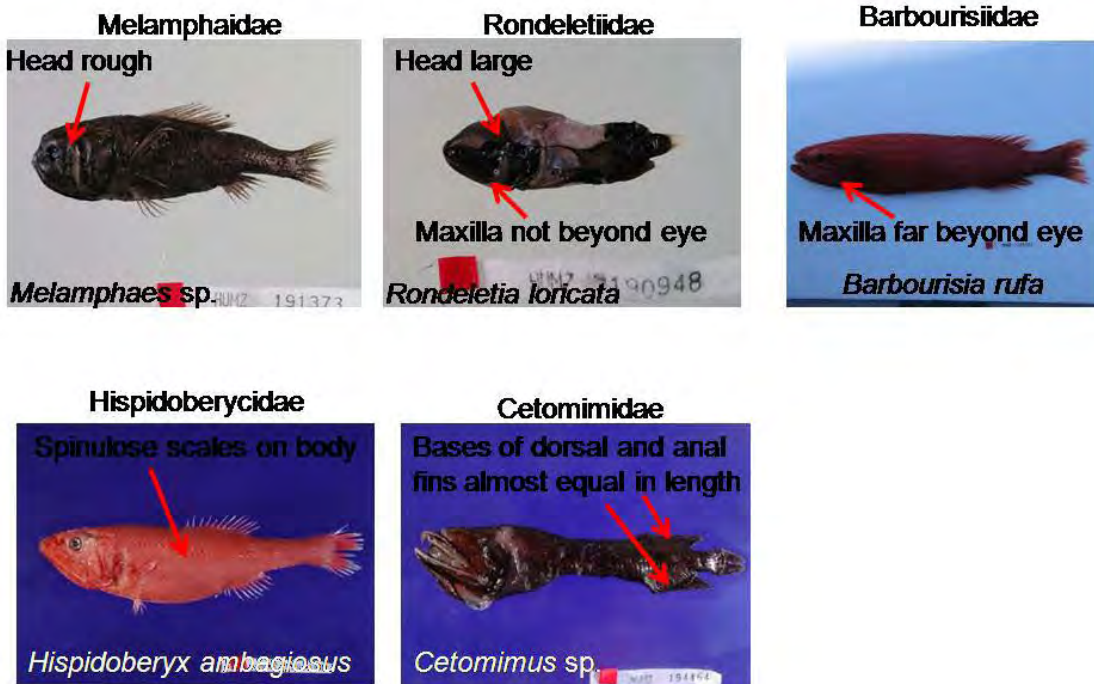 Melamphaidae
Head rough
Melamphaes sp.
HUMZ 191373
Rondeletiidae
Head large
Maxilla not beyond eye
Rondeletia loricata
190948
Barbourisiidae
Maxilla far beyond eye
Barbourisia rufa
Hispidoberycidae
Spinulose scales on body
Hispidoberyx ambagiosus
Cetomimidae
Bases of dorsal and anal
fins almost equal in length
Cetomimus sp.